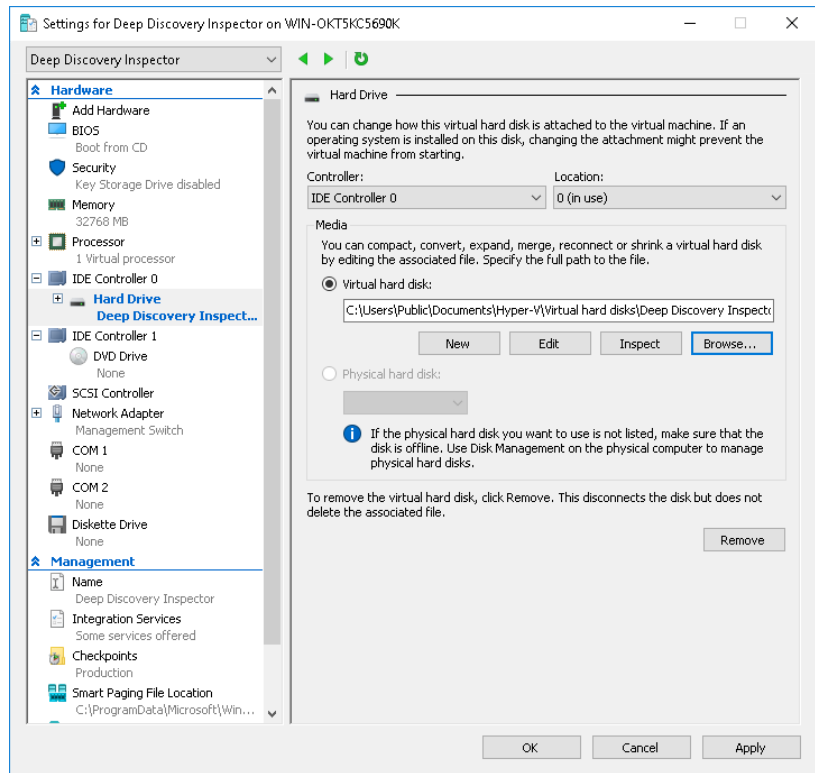 Settings for Deep Discovery Inspector on WIN-OKT5KC5690K
Deep Discovery Inspector
Hardware
Add Hardware
BIOS
Boot from CD
Security
Key Storage Drive disabled
Memory
32768 MB
Processor
1 Virtual processor
IDE Controller 0
Hard Drive
Deep Discovery Inspect...
IDE Controller 1
DVD Drive
None
SCSI Controller
Network Adapter
Management Switch
COM 1
None
COM 2
None
Diskette Drive
None
Management
Name
Deep Discovery Inspector
Integration Services
Some services offered
Checkpoints
Production
Smart Paging File Location
C:\ProgramData\Microsoft\Win...
Hard Drive
You can change how this virtual hard disk is attached to the virtual machine. If an
operating system is installed on this disk, changing the attachment might prevent the
virtual machine from starting.
Controller:
Location:
IDE Controller 0
0 (in use)
Media
You can compact, convert, expand, merge, reconnect or shrink a virtual hard disk
by editing the associated file. Specify the full path to the file.
Virtual hard disk:
C:\Users\Public\Documents\Hyper-V\Virtual hard disks\Deep Discovery Inspect
New
Edit
Inspect
Browse...
Physical hard disk:
If the physical hard disk you want to use is not listed, make sure that the
disk is offline. Use Disk Management on the physical computer to manage
physical hard disks.
To remove the virtual hard disk, click Remove. This disconnects the disk but does not
delete the associated file.
Remove
OK
Cancel
Apply